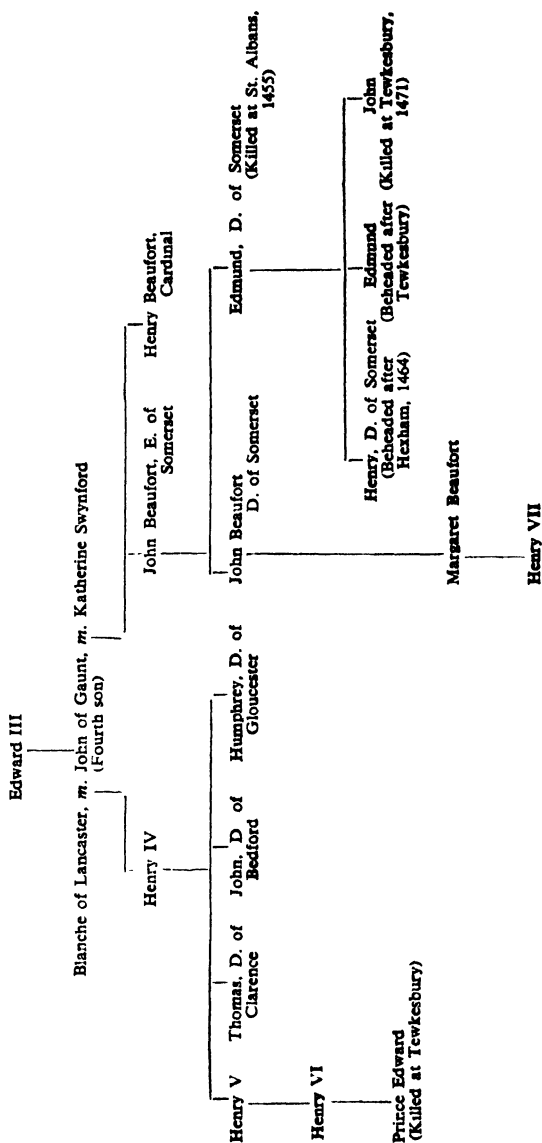 Edward III
Blanche of Lancaster, m. John of Gaunt, m. Katherine Swynford
(Fourth son)
Henry IV
John Beaufort, E. of
Somerset
Henry Beaufort,
Cardinal
Henry V
Thomas, D. of
Clarence
John, D of
Bedford
Humphrey, D. of
Gloucester
John Beaufort
D. of Somerset
Edmund, D. of Somerset
(Killed at St. Albans,
1455)
Henry VI
Henry, D. of Somerset
(Beheaded after
Hexham, 1464)
Edmund
(Beheaded after
Tewkesbury)
John
(Killed at Tewkesbury,
1471)
Prince Edward
(Killed at Tewkesbury)
Margaret Beaufort
Henry VII